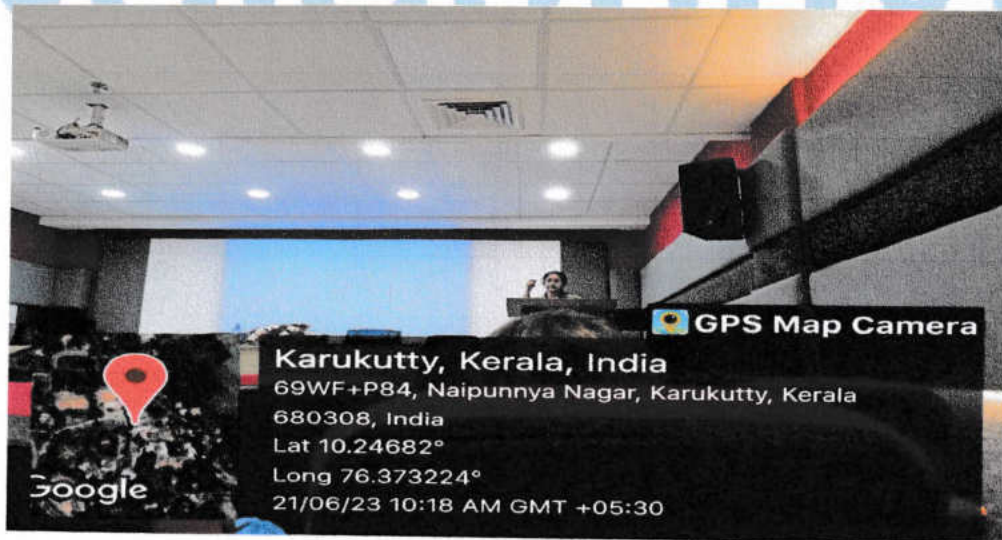 GPS Map Camera
Karukutty, Kerala, India
69WF+P84, Naipunnya Nagar, Karukutty, Kerala
680308, India
Lat 10.24682°
Long 76.373224°
21/06/23 10:18 AM GMT +05:30
Google